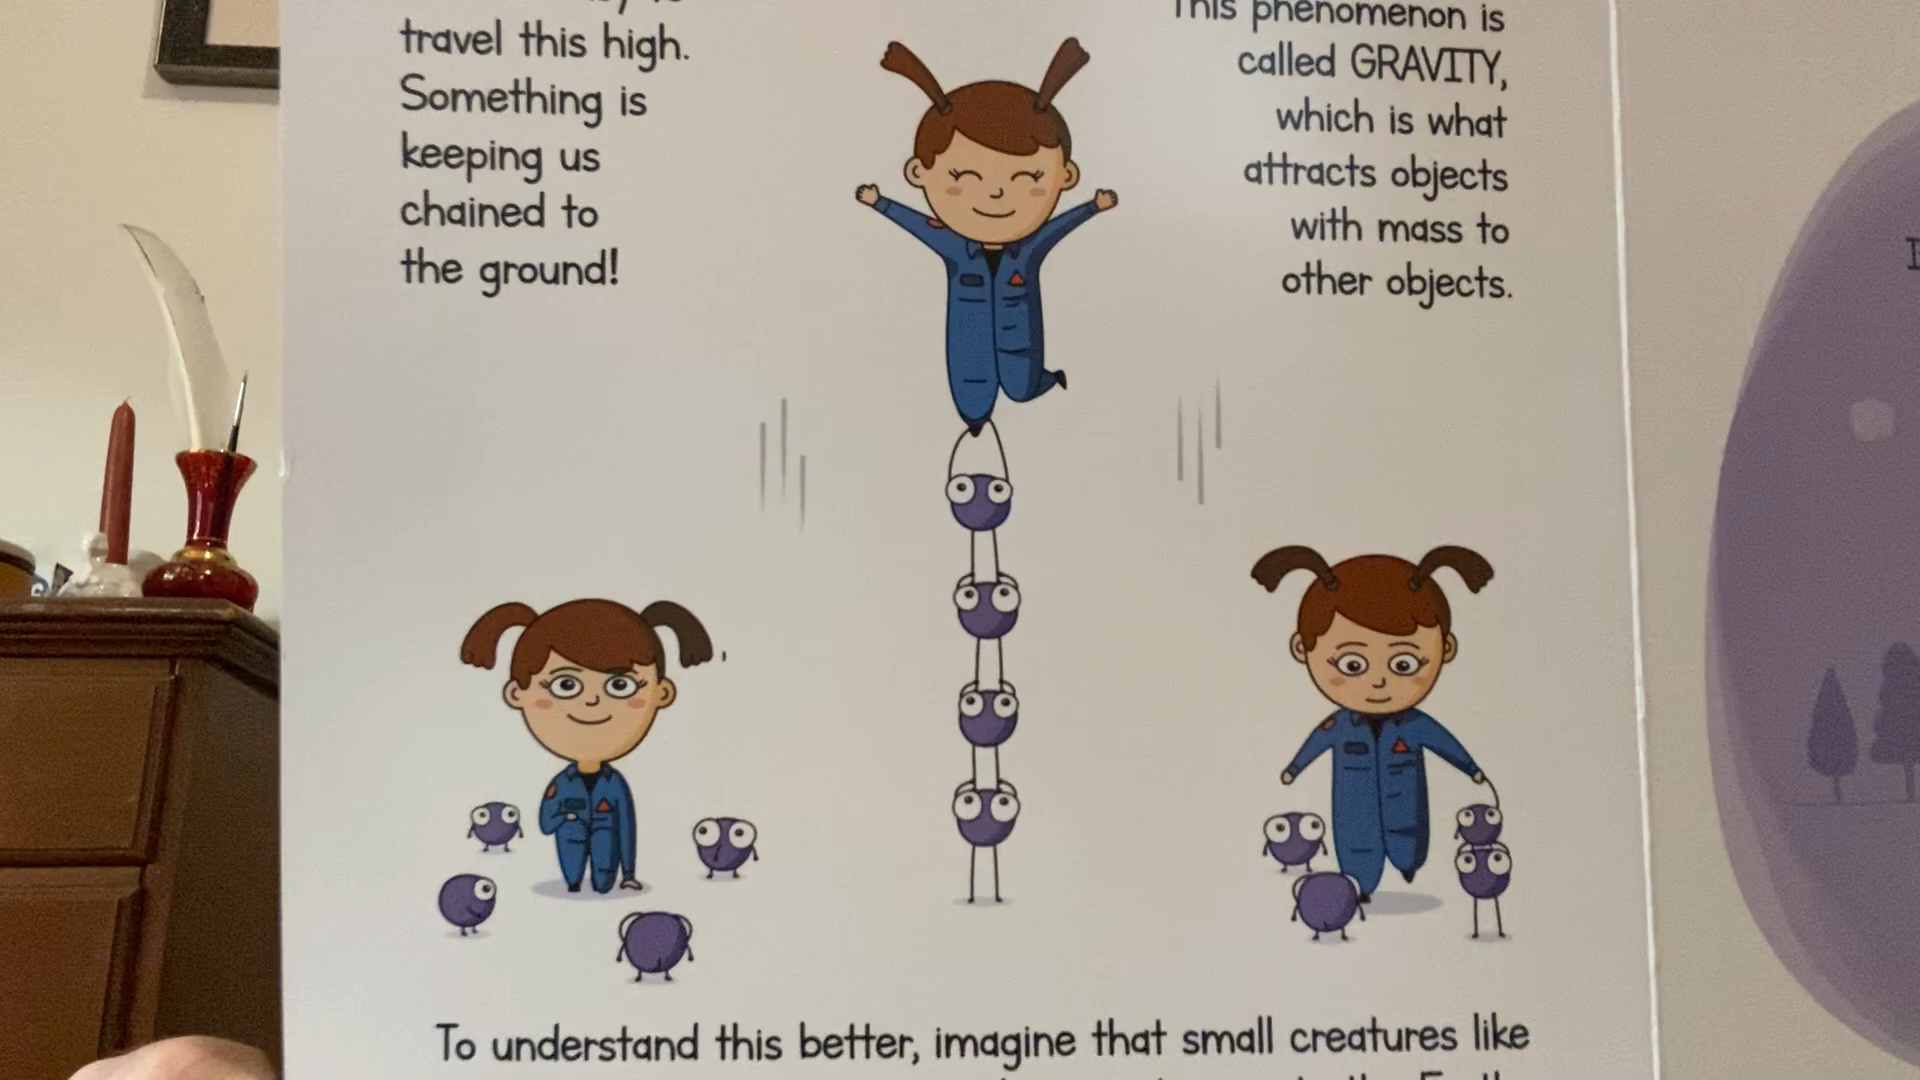 travel this high.
Something is
keeping us
chained to
the ground!
This phenomenon is
called GRAVITY,
which is what
attracts objects
with mass to
other objects.
To understand this better, imagine that small creatures like